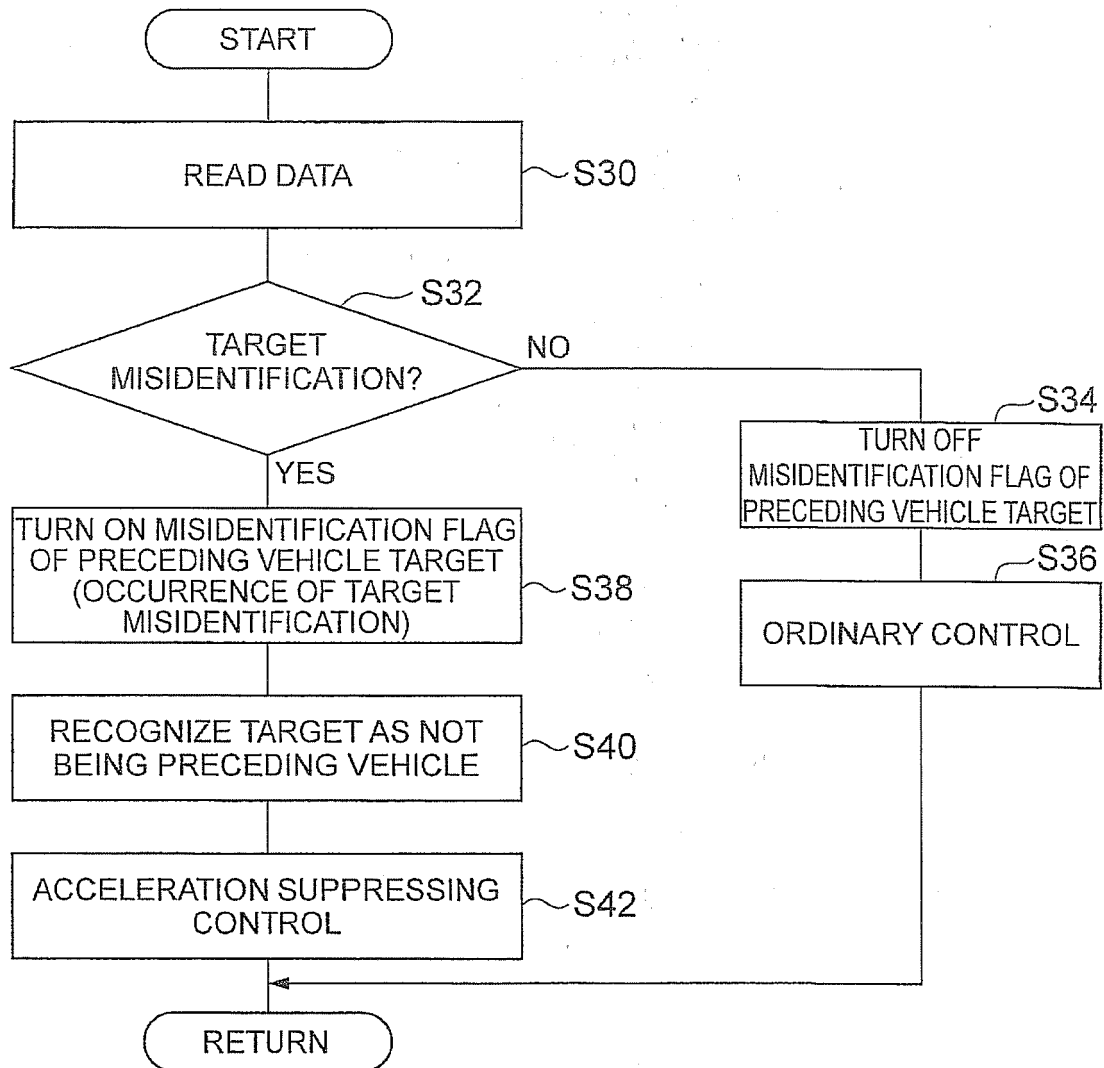 START
READ DATA
S30
S32
TARGET
MISIDENTIFICATION?
NO
YES
S34
TURN OFF
MISIDENTIFICATION FLAG OF
PRECEDING VEHICLE TARGET
S36
ORDINARY CONTROL
TURN ON MISIDENTIFICATION FLAG
OF PRECEDING VEHICLE TARGET
(OCCURRENCE OF TARGET
MISIDENTIFICATION)
S38
RECOGNIZE TARGET AS NOT
BEING PRECEDING VEHICLE
S40
ACCELERATION SUPPRESSING
CONTROL
S42
RETURN